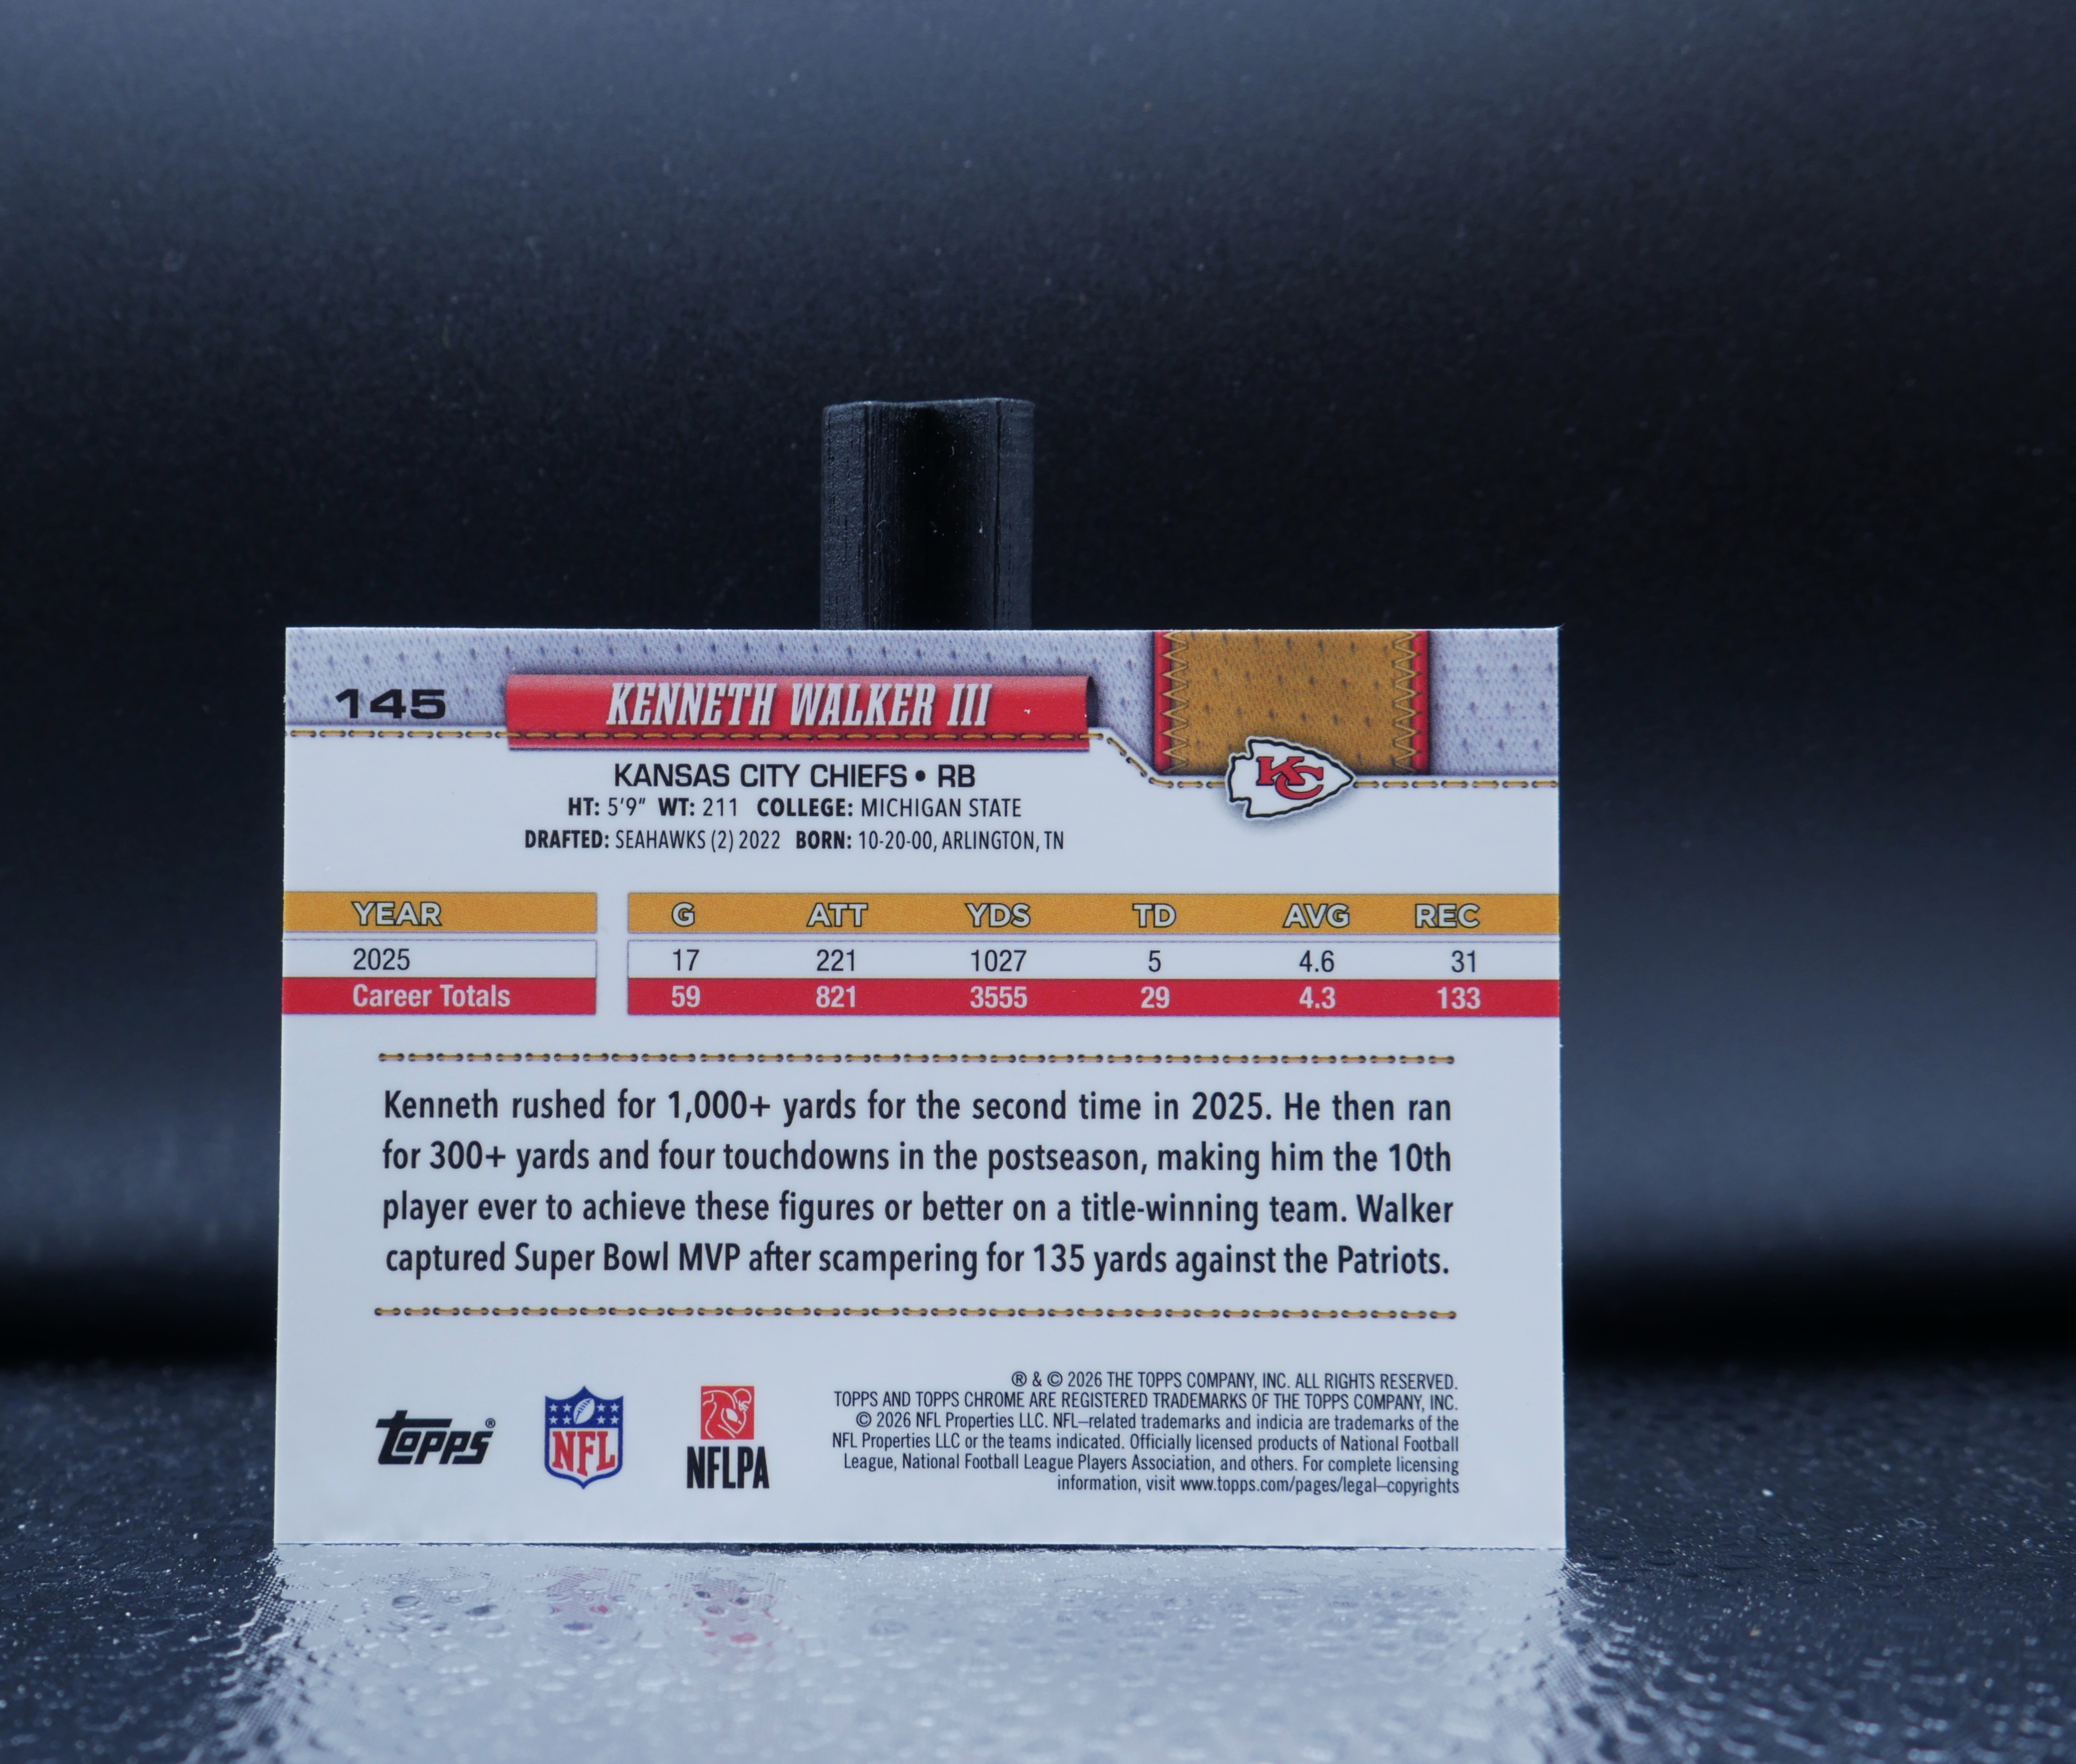 145
KENNETH WALKER III
KANSAS CITY CHIEFS • RB
HT: 5'9" WT: 211 COLLEGE: MICHIGAN STATE
DRAFTED: SEAHAWKS (2) 2022 BORN: 10-20-00, ARLINGTON, TN
KC
YEAR G ATT YDS TD AVG REC
2025 17 221 1027 5 4.6 31
Career Totals 59 821 3555 29 4.3 133
Kenneth rushed for 1,000+ yards for the second time in 2025. He then ran
for 300+ yards and four touchdowns in the postseason, making him the 10th
player ever to achieve these figures or better on a title-winning team. Walker
captured Super Bowl MVP after scampering for 135 yards against the Patriots.
topps®
NFL
NFLPA
® & © 2026 THE TOPPS COMPANY, INC. ALL RIGHTS RESERVED.
TOPPS AND TOPPS CHROME ARE REGISTERED TRADEMARKS OF THE TOPPS COMPANY, INC.
© 2026 NFL Properties LLC. NFL–related trademarks and indicia are trademarks of the
NFL Properties LLC or the teams indicated. Officially licensed products of National Football
League, National Football League Players Association, and others. For complete licensing
information, visit www.topps.com/pages/legal–copyrights